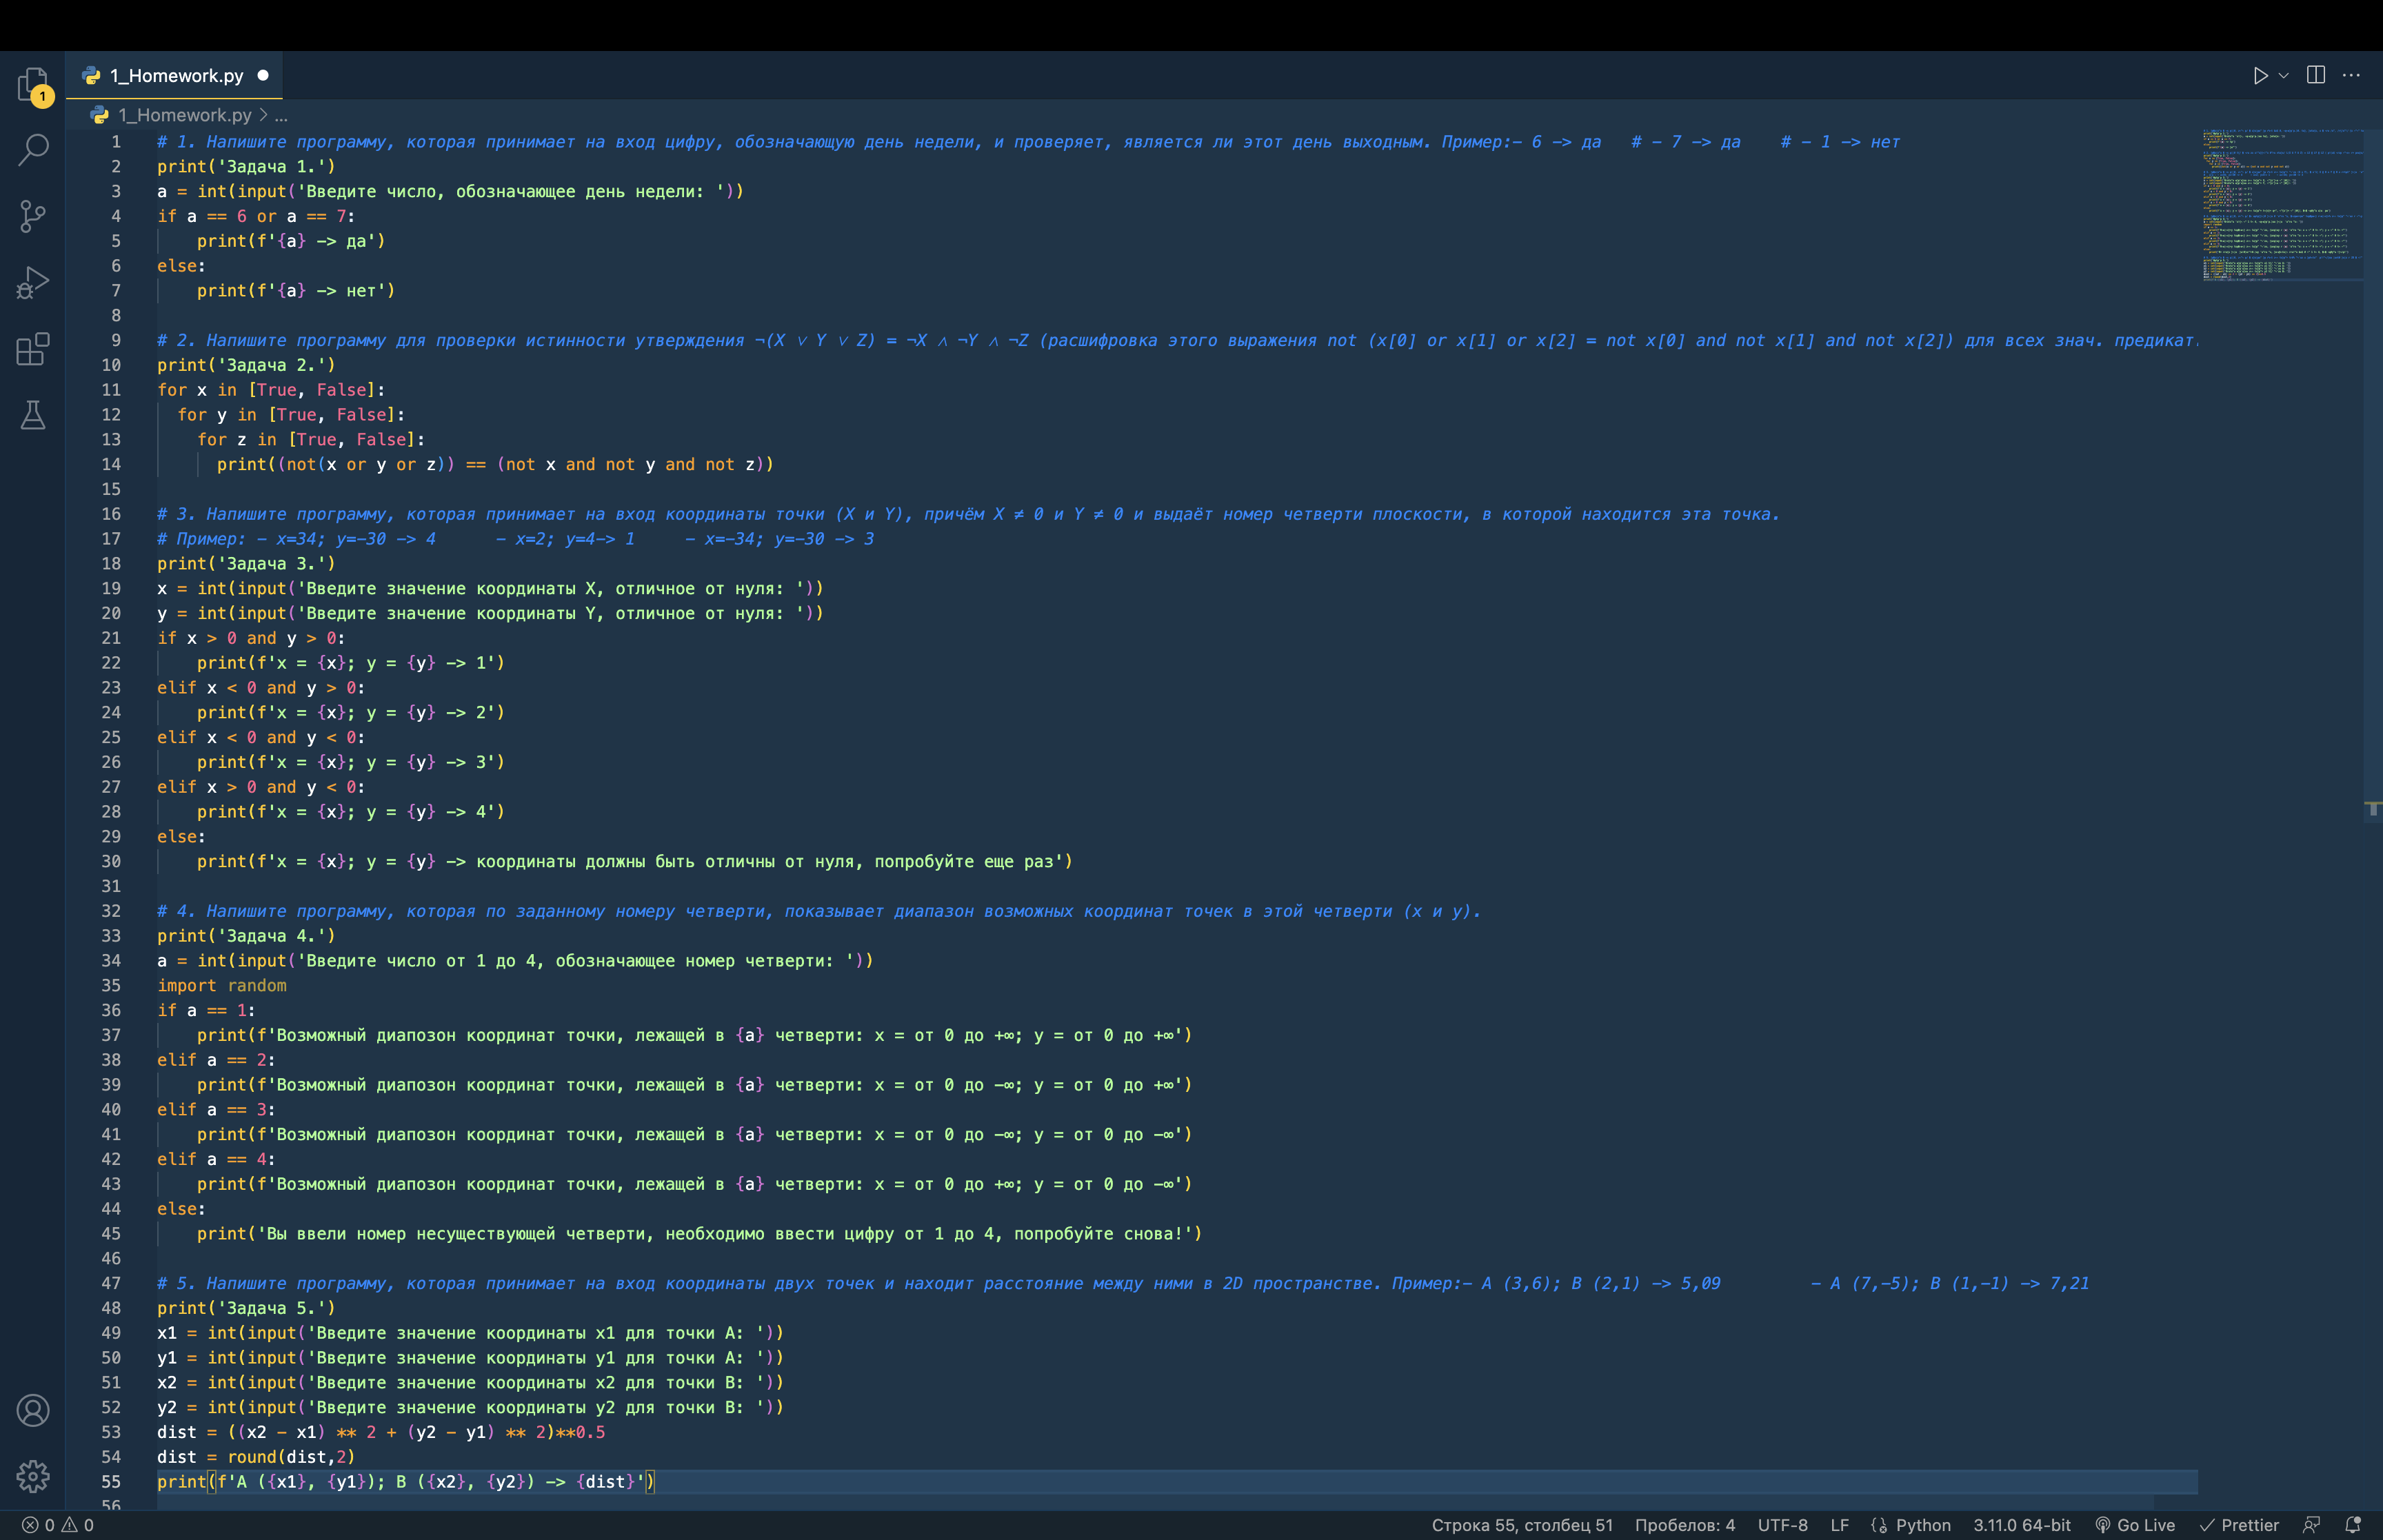 1_Homework.py
1
1_Homework.py > ...
1 # 1. Напишите программу, которая принимает на вход цифру, обозначающую день недели, и проверяет, является ли этот день выходным. Пример:- 6 -> да   # - 7 -> да    # - 1 -> нет
2 print('Задача 1.')
3 a = int(input('Введите число, обозначающее день недели: '))
4 if a == 6 or a == 7:
5     print(f'{a} -> да')
6 else:
7     print(f'{a} -> нет')
8
9 # 2. Напишите программу для проверки истинности утверждения ¬(X ∨ Y ∨ Z) = ¬X ∧ ¬Y ∧ ¬Z (расшифровка этого выражения not (x[0] or x[1] or x[2] = not x[0] and not x[1] and not x[2]) для всех знач. предикат.
10 print('Задача 2.')
11 for x in [True, False]:
12   for y in [True, False]:
13     for z in [True, False]:
14       print((not(x or y or z)) == (not x and not y and not z))
15
16 # 3. Напишите программу, которая принимает на вход координаты точки (X и Y), причём X ≠ 0 и Y ≠ 0 и выдаёт номер четверти плоскости, в которой находится эта точка.
17 # Пример: - x=34; y=-30 -> 4      - x=2; y=4-> 1     - x=-34; y=-30 -> 3
18 print('Задача 3.')
19 x = int(input('Введите значение координаты X, отличное от нуля: '))
20 y = int(input('Введите значение координаты Y, отличное от нуля: '))
21 if x > 0 and y > 0:
22     print(f'x = {x}; y = {y} -> 1')
23 elif x < 0 and y > 0:
24     print(f'x = {x}; y = {y} -> 2')
25 elif x < 0 and y < 0:
26     print(f'x = {x}; y = {y} -> 3')
27 elif x > 0 and y < 0:
28     print(f'x = {x}; y = {y} -> 4')
29 else:
30     print(f'x = {x}; y = {y} -> координаты должны быть отличны от нуля, попробуйте еще раз')
31
32 # 4. Напишите программу, которая по заданному номеру четверти, показывает диапазон возможных координат точек в этой четверти (x и y).
33 print('Задача 4.')
34 a = int(input('Введите число от 1 до 4, обозначающее номер четверти: '))
35 import random
36 if a == 1:
37     print(f'Возможный диапозон координат точки, лежащей в {a} четверти: x = от 0 до +∞; y = от 0 до +∞')
38 elif a == 2:
39     print(f'Возможный диапозон координат точки, лежащей в {a} четверти: x = от 0 до -∞; y = от 0 до +∞')
40 elif a == 3:
41     print(f'Возможный диапозон координат точки, лежащей в {a} четверти: x = от 0 до -∞; y = от 0 до -∞')
42 elif a == 4:
43     print(f'Возможный диапозон координат точки, лежащей в {a} четверти: x = от 0 до +∞; y = от 0 до -∞')
44 else:
45     print('Вы ввели номер несуществующей четверти, необходимо ввести цифру от 1 до 4, попробуйте снова!')
46
47 # 5. Напишите программу, которая принимает на вход координаты двух точек и находит расстояние между ними в 2D пространстве. Пример:- A (3,6); B (2,1) -> 5,09         - A (7,-5); B (1,-1) -> 7,21
48 print('Задача 5.')
49 x1 = int(input('Введите значение координаты x1 для точки A: '))
50 y1 = int(input('Введите значение координаты y1 для точки A: '))
51 x2 = int(input('Введите значение координаты x2 для точки B: '))
52 y2 = int(input('Введите значение координаты y2 для точки B: '))
53 dist = ((x2 - x1) ** 2 + (y2 - y1) ** 2)**0.5
54 dist = round(dist,2)
55 print(f'A ({x1}, {y1}); B ({x2}, {y2}) -> {dist}')
56
0 0 Строка 55, столбец 51 Пробелов: 4 UTF-8 LF Python 3.11.0 64-bit Go Live Prettier